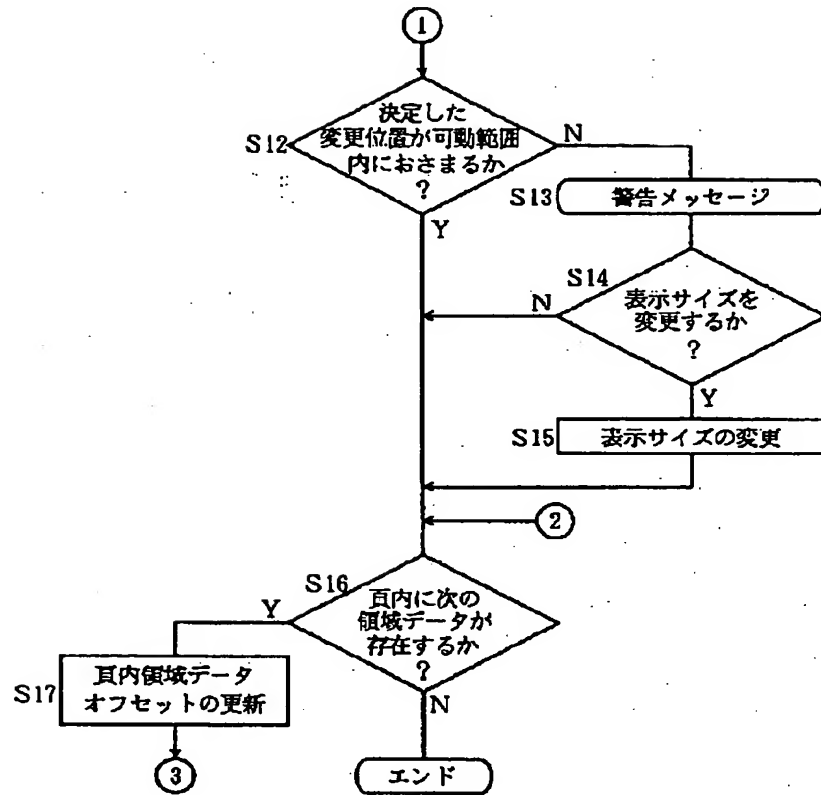 1
決定した
変更位置が可動範囲
内におさまるか
?
S12
N
Y
S13
警告メッセージ
S14
表示サイズを
変更するか
?
N
Y
S15
表示サイズの変更
2
S16
頁内に次の
領域データが
存在するか
?
Y
N
S17
頁内領域データ
オフセットの更新
3
エンド